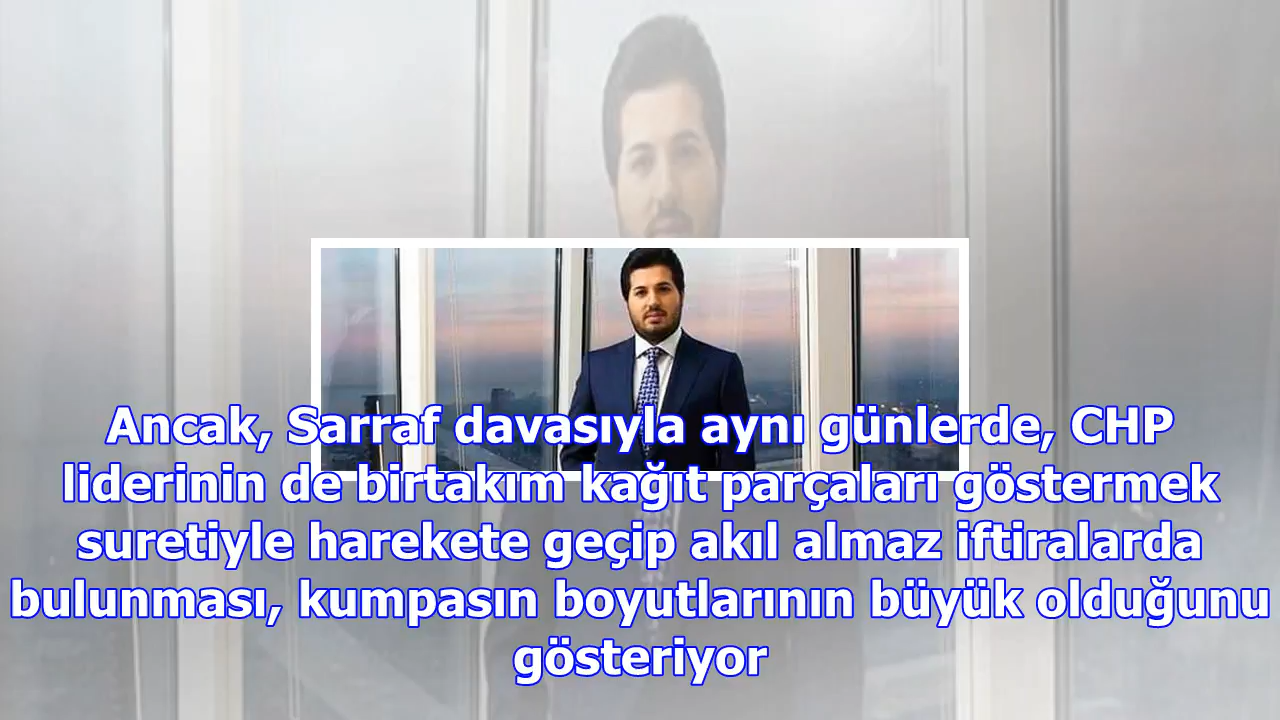 Ancak, Sarraf davasıyla aynı günlerde, CHP
liderinin de birtakım kağıt parçaları göstermek
suretiyle harekete geçip akıl almaz iftiralarda
bulunması, kumpasın boyutlarının büyük olduğunu
gösteriyor